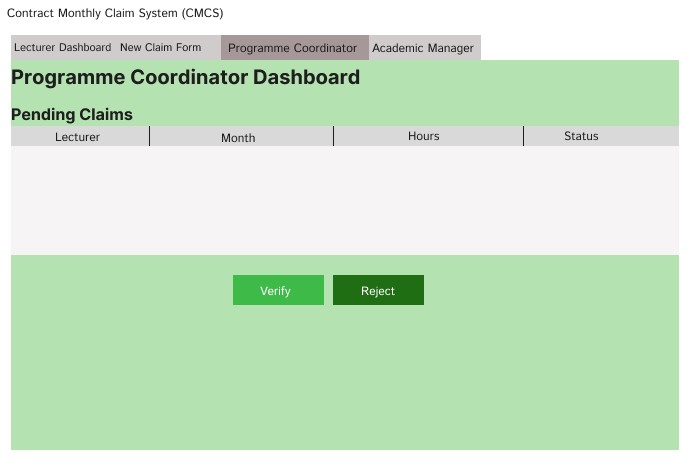 Contract Monthly Claim System (CMCS)
Lecturer Dashboard New Claim Form Programme Coordinator Academic Manager
Programme Coordinator Dashboard
Pending Claims
Lecturer Month Hours Status
Verify Reject